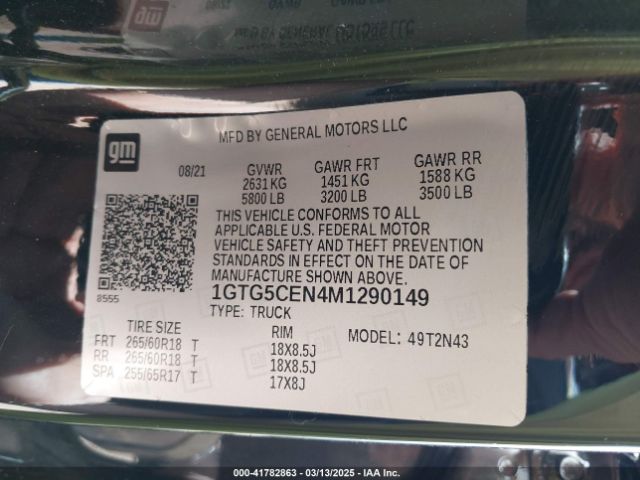 gm
MFD BY GENERAL MOTORS LLC
08/21 GVWR GAWR FRT GAWR RR
2631 KG 1451 KG 1588 KG
5800 LB 3200 LB 3500 LB
THIS VEHICLE CONFORMS TO ALL
APPLICABLE U.S. FEDERAL MOTOR
VEHICLE SAFETY AND THEFT PREVENTION
STANDARDS IN EFFECT ON THE DATE OF
MANUFACTURE SHOWN ABOVE.
8555
1GTG5CEN4M1290149
TYPE: TRUCK
TIRE SIZE RIM MODEL: 49T2N43
FRT 265/60R18 T 18X8.5J
RR 265/60R18 T 18X8.5J
SPA 255/65R17 T 17X8J
000-41782863 — 03/13/2025 — IAA Inc.